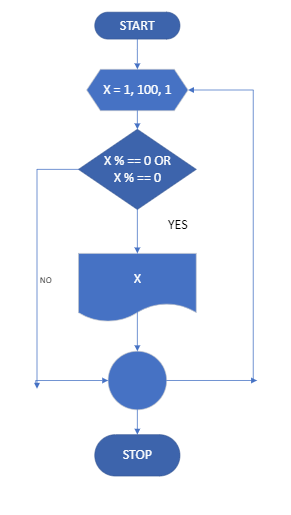 START
X = 1, 100, 1
X % == 0 OR
X % == 0
YES
X
NO
STOP